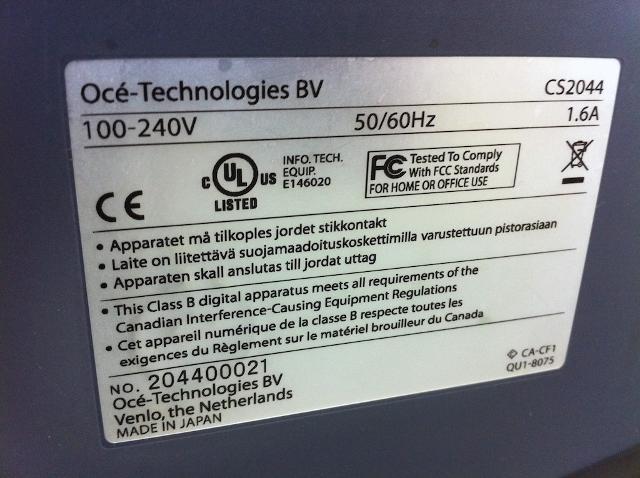 Océ-Technologies BV CS2044
100-240V 50/60Hz 1.6A
CE
C UL US
LISTED
INFO. TECH.
EQUIP.
E146020
FC Tested To Comply
With FCC Standards
FOR HOME OR OFFICE USE
• Apparatet må tilkoples jordet stikkontakt
• Laite on liitettävä suojamaadoituskoskettimilla varustettuun pistorasiaan
• Apparaten skall anslutas till jordat uttag
• This Class B digital apparatus meets all requirements of the
Canadian Interference-Causing Equipment Regulations
• Cet appareil numérique de la classe B respecte toutes les
exigences du Règlement sur le matériel brouilleur du Canada
NO. 204400021
Océ-Technologies BV
Venlo, the Netherlands
MADE IN JAPAN
CA-CF1
QU1-8075